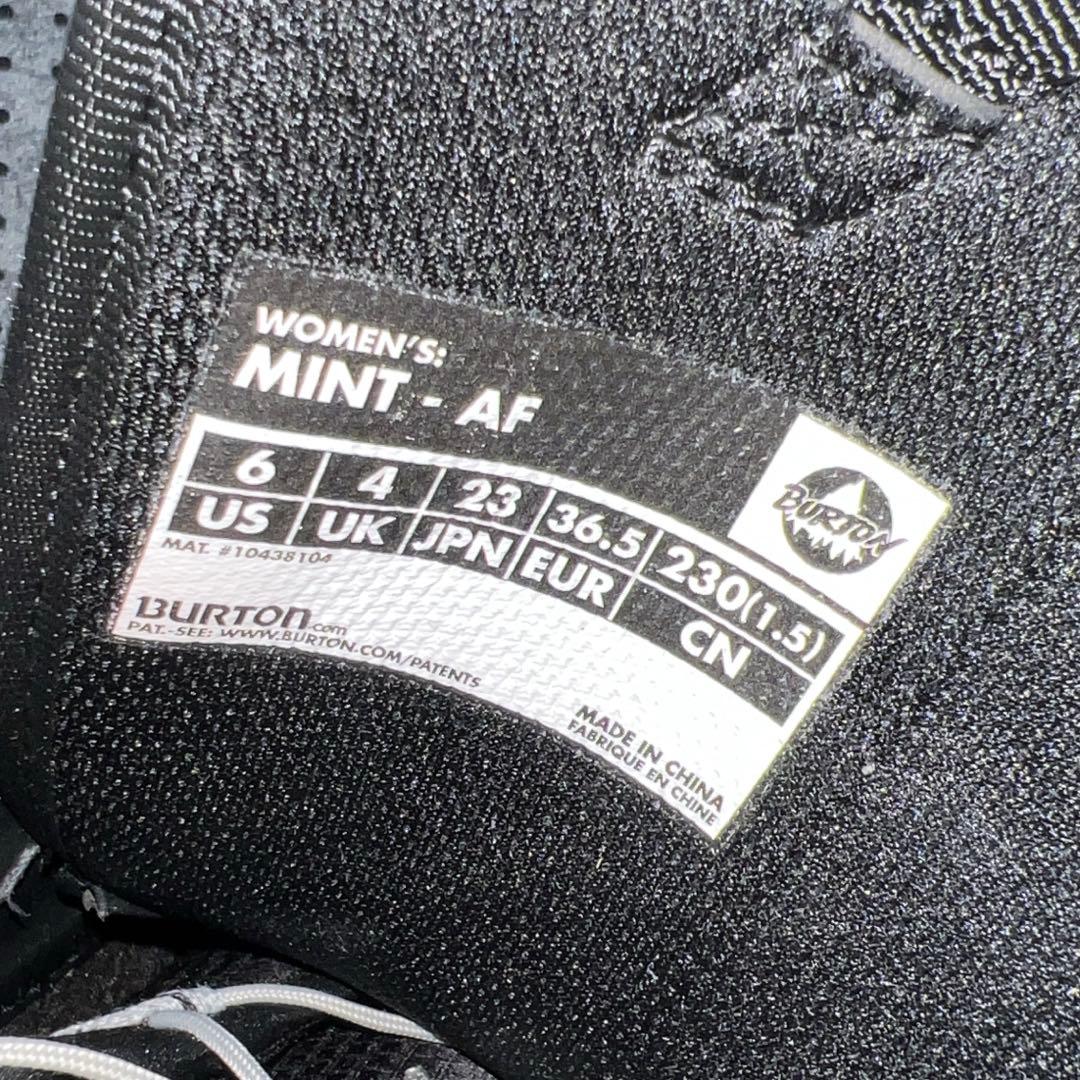 WOMEN'S:
MINT - AF
6 4 23 36.5 230(1.5)
US UK JPN EUR CN
MAT. #10438104
BURTON
BURTON.com
PAT.-SEE: WWW.BURTON.COM/PATENTS
MADE IN CHINA
FABRIQUE EN CHINE